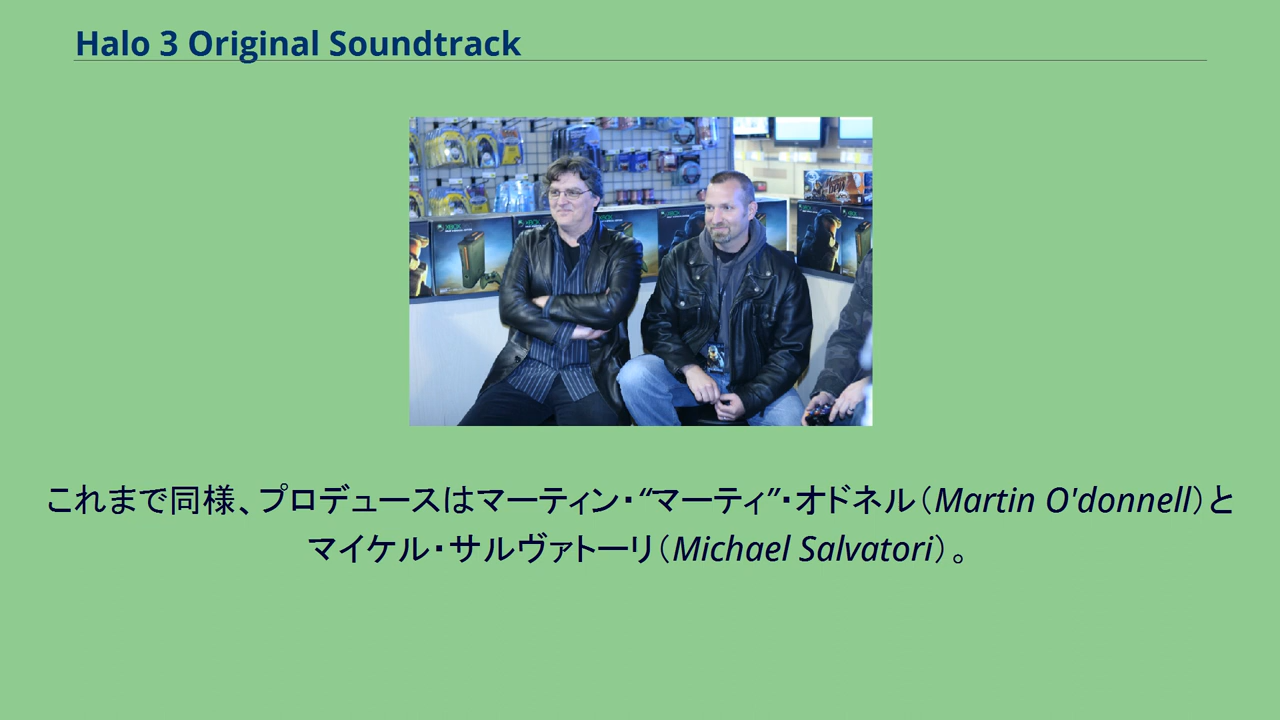 Halo 3 Original Soundtrack
XBOX
XBOX
これまで同様、プロデュースはマーティン・“マーティ”・オドネル（Martin O'donnell）と
マイケル・サルヴァトーリ（Michael Salvatori）。